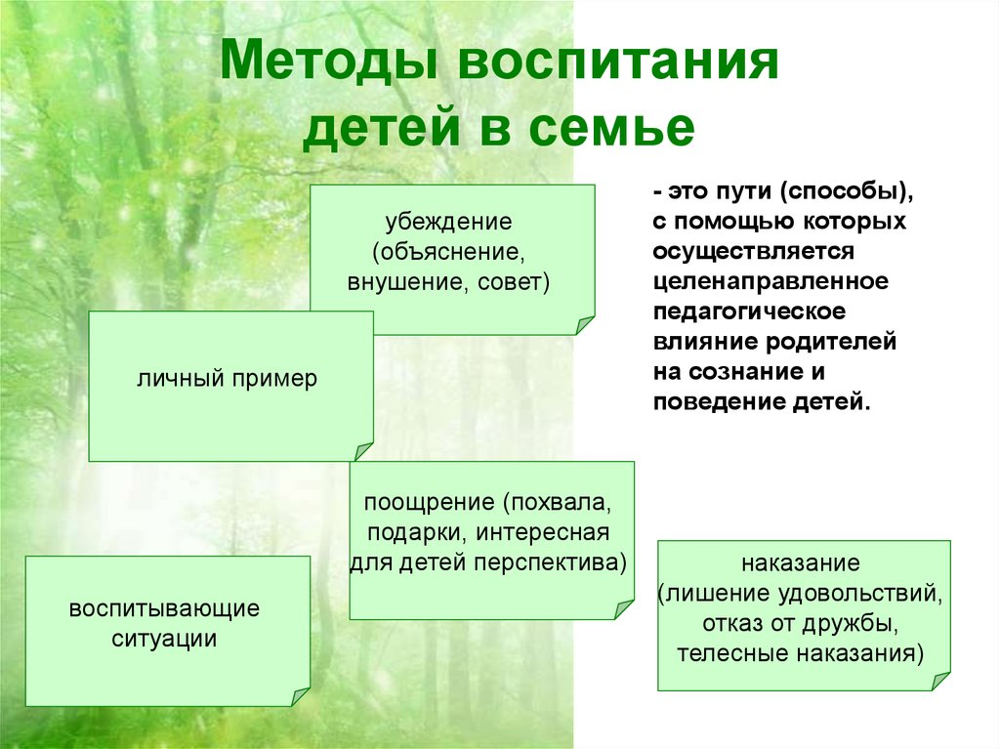 Методы воспитания
детей в семье
- это пути (способы),
с помощью которых
осуществляется
целенаправленное
педагогическое
влияние родителей
на сознание и
поведение детей.
убеждение
(объяснение,
внушение, совет)
личный пример
поощрение (похвала,
подарки, интересная
для детей перспектива)
воспитывающие
ситуации
наказание
(лишение удовольствий,
отказ от дружбы,
телесные наказания)